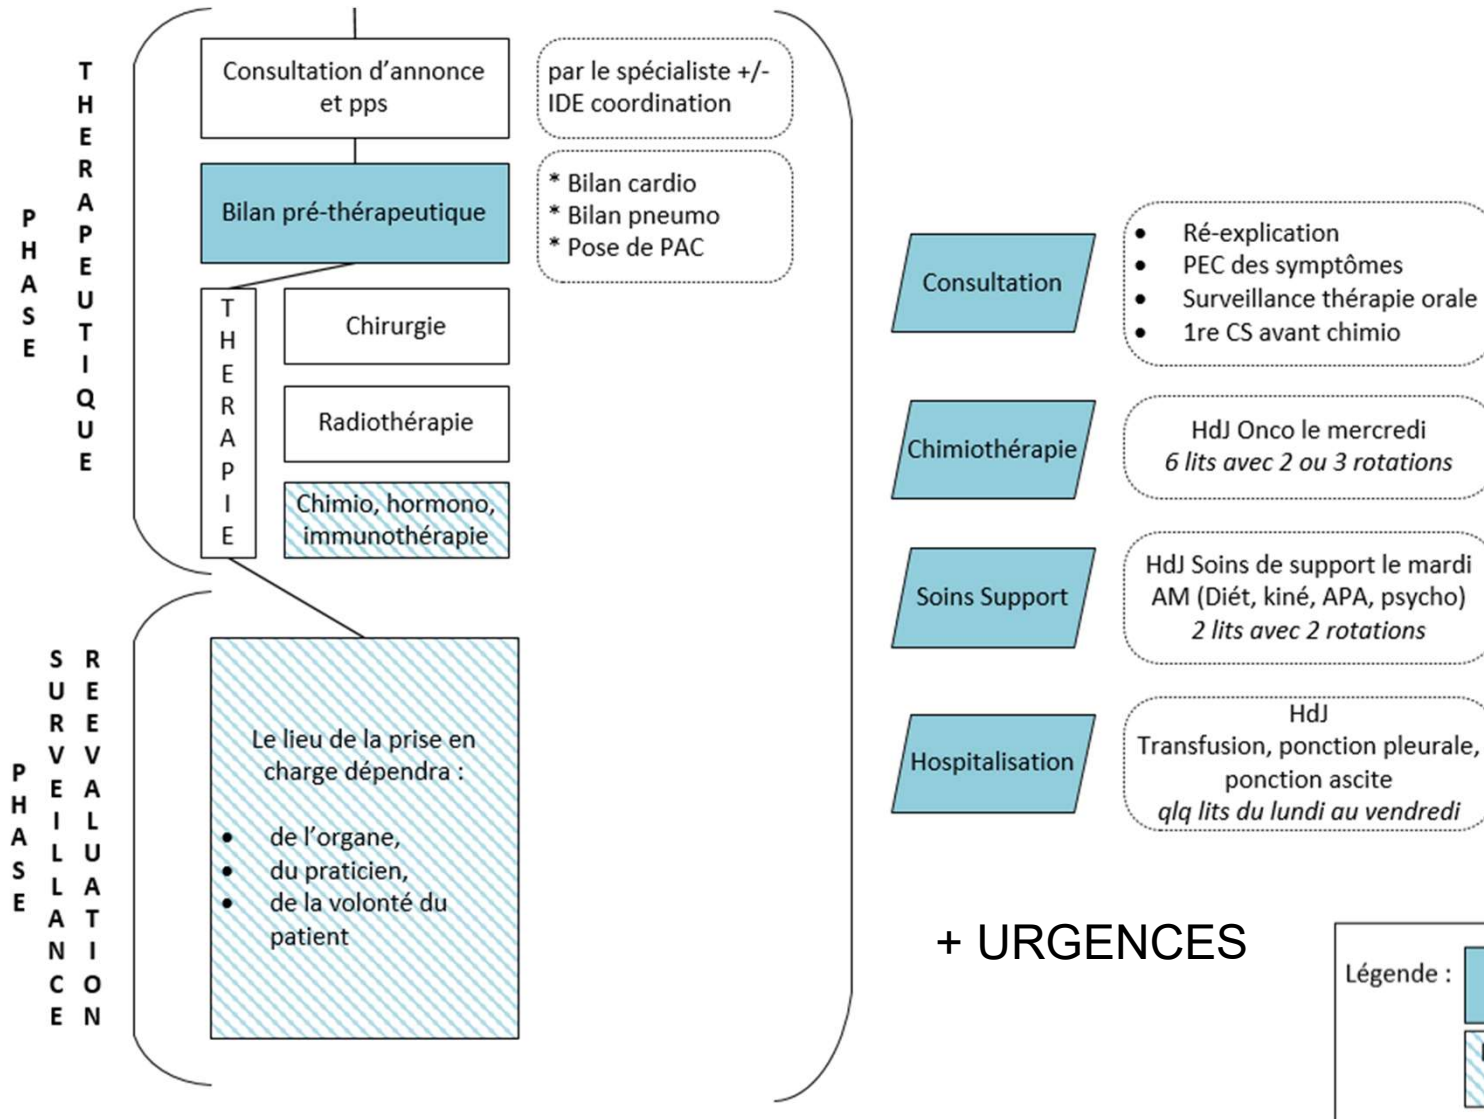 PHASE
THERAPEUTIQUE
Consultation d'annonce
et pps
par le spécialiste +/-
IDE coordination
Bilan pré-thérapeutique
* Bilan cardio
* Bilan pneumo
* Pose de PAC
THERAPIE
Chirurgie
Radiothérapie
Chimio, hormono,
immunothérapie
PHASE
SURVEILLANCE
REEVALUATION
Le lieu de la prise en
charge dépendra :
• de l'organe,
• du praticien,
• de la volonté du
patient
Consultation
• Ré-explication
• PEC des symptômes
• Surveillance thérapie orale
• 1re CS avant chimio
Chimiothérapie
HdJ Onco le mercredi
6 lits avec 2 ou 3 rotations
Soins Support
HdJ Soins de support le mardi
AM (Diét, kiné, APA, psycho)
2 lits avec 2 rotations
Hospitalisation
HdJ
Transfusion, ponction pleurale,
ponction ascite
qlq lits du lundi au vendredi
+ URGENCES
Légende :